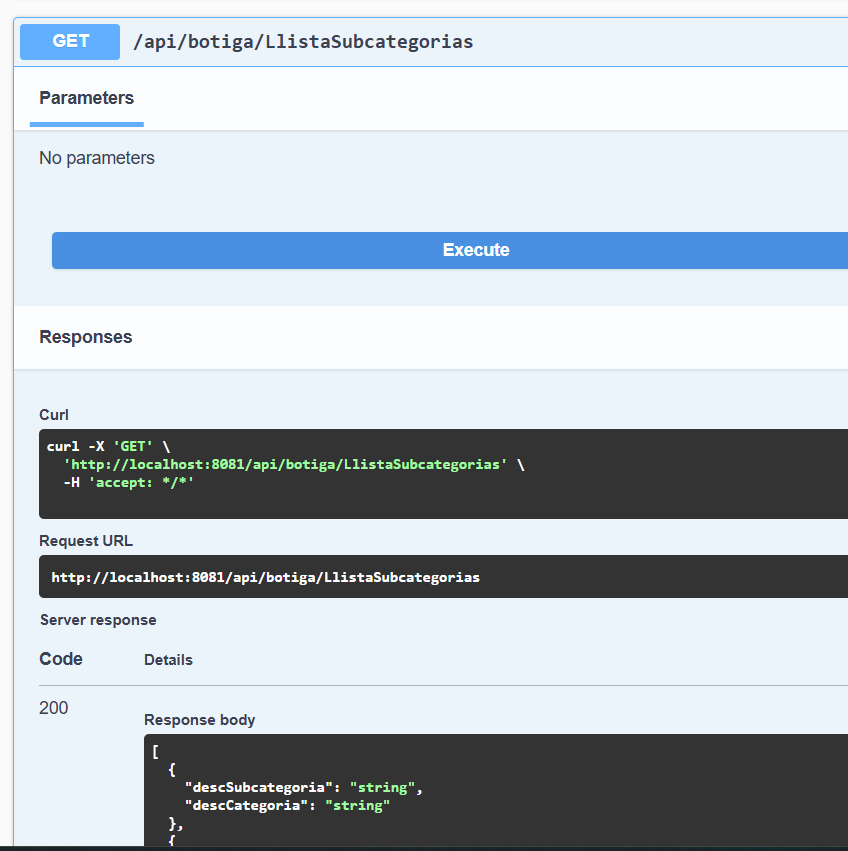 GET /api/botiga/LlistaSubcategorias
Parameters
No parameters
Execute
Responses
Curl
curl -X 'GET' \
'http://localhost:8081/api/botiga/LlistaSubcategorias' \
-H 'accept: */*'
Request URL
http://localhost:8081/api/botiga/LlistaSubcategorias
Server response
Code Details
200
Response body
[
{
"descSubcategoria": "string",
"descCategoria": "string"
},
{